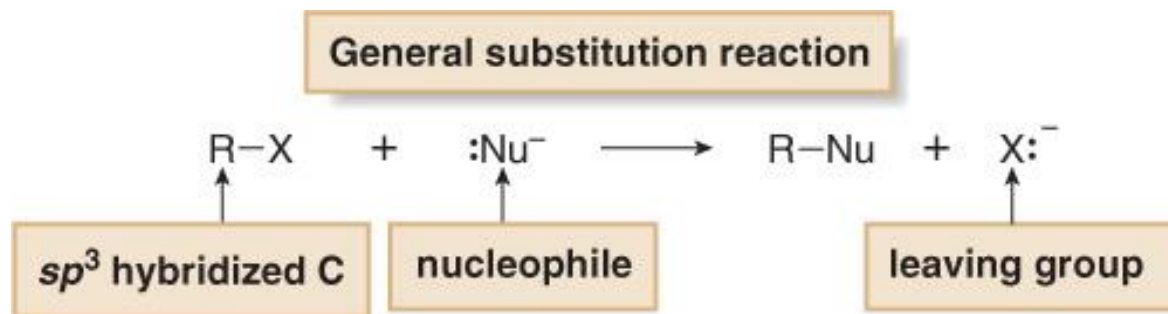 General substitution reaction
R–X + :Nu⁻ ⟶ R–Nu + X:⁻
sp³ hybridized C nucleophile leaving group